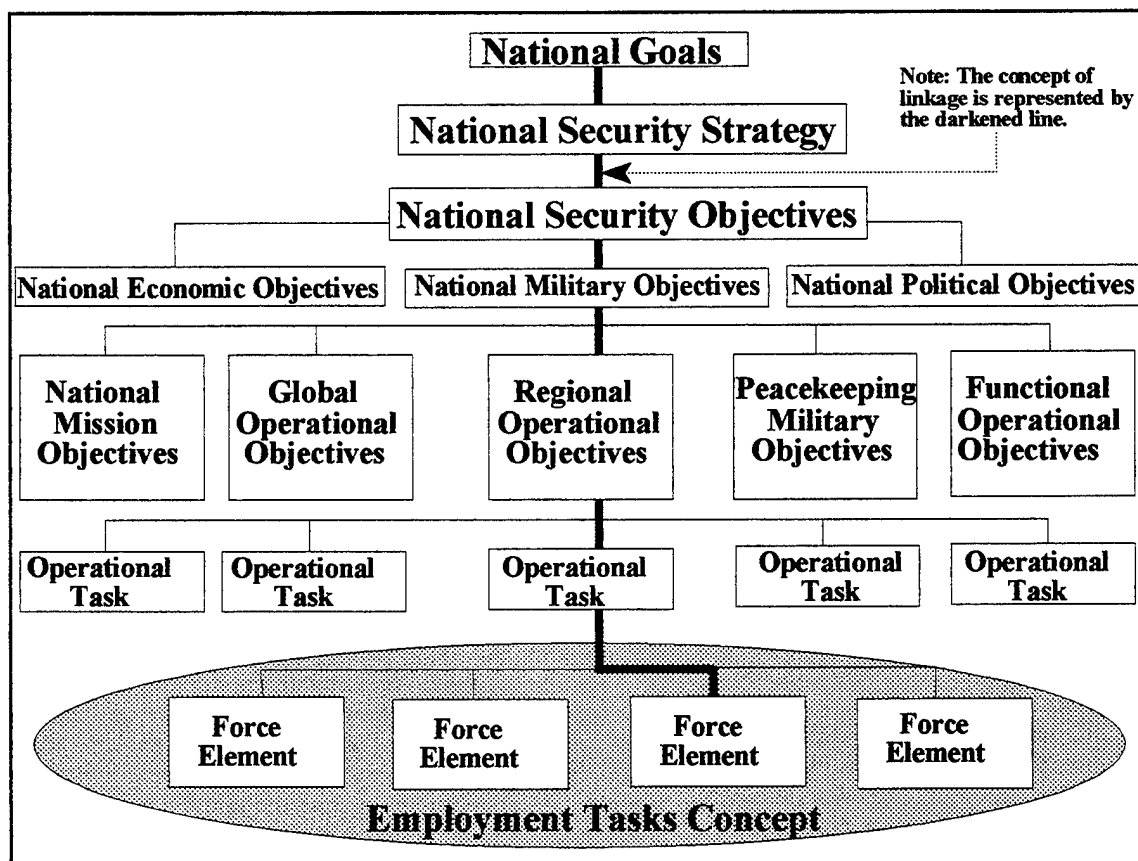 National Goals
Note: The concept of
linkage is represented by
the darkened line.
National Security Strategy
National Security Objectives
National Economic Objectives
National Military Objectives
National Political Objectives
National
Mission
Objectives
Global
Operational
Objectives
Regional
Operational
Objectives
Peacekeeping
Military
Objectives
Functional
Operational
Objectives
Operational
Task
Operational
Task
Operational
Task
Operational
Task
Operational
Task
Force
Element
Force
Element
Force
Element
Force
Element
Employment Tasks Concept